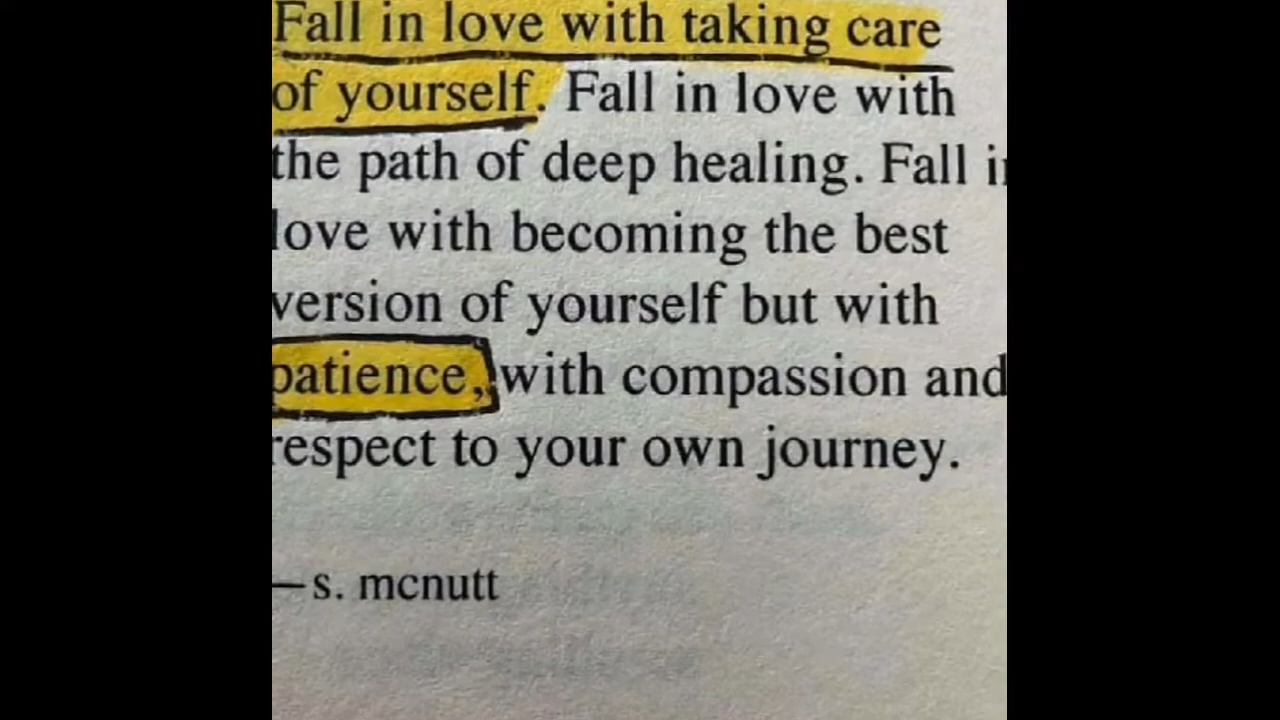 Fall in love with taking care
of yourself. Fall in love with
the path of deep healing. Fall in
love with becoming the best
version of yourself but with
patience, with compassion and
respect to your own journey.
—s. mcnutt